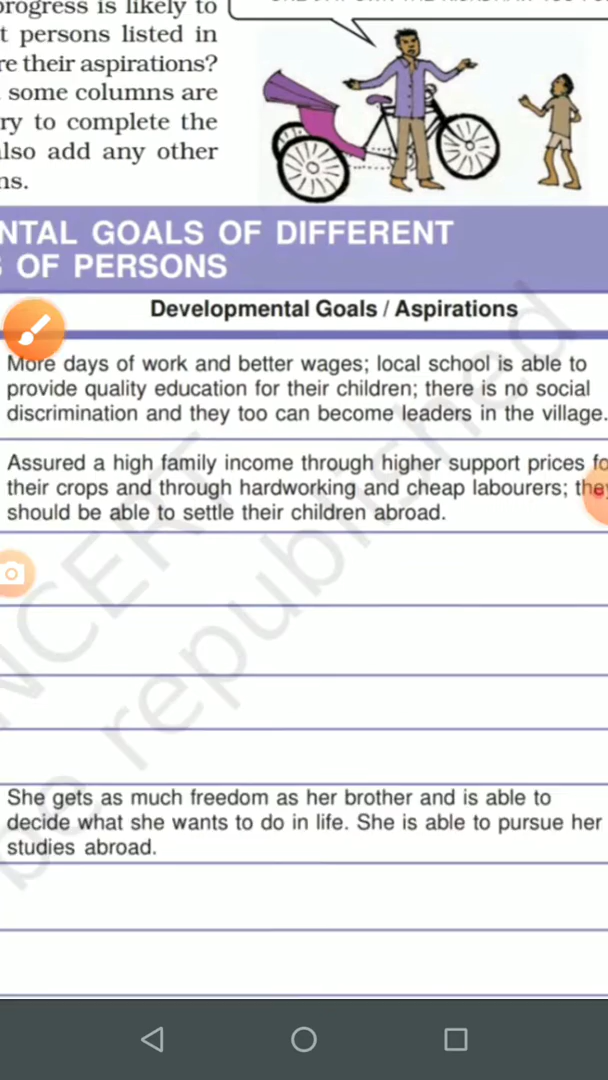 progress is likely to
t persons listed in
re their aspirations?
some columns are
ry to complete the
also add any other
ns.
NTAL GOALS OF DIFFERENT
OF PERSONS
Developmental Goals / Aspirations
More days of work and better wages; local school is able to
provide quality education for their children; there is no social
discrimination and they too can become leaders in the village.
Assured a high family income through higher support prices fo
their crops and through hardworking and cheap labourers; they
should be able to settle their children abroad.
She gets as much freedom as her brother and is able to
decide what she wants to do in life. She is able to pursue her
studies abroad.
NCERT
be republished